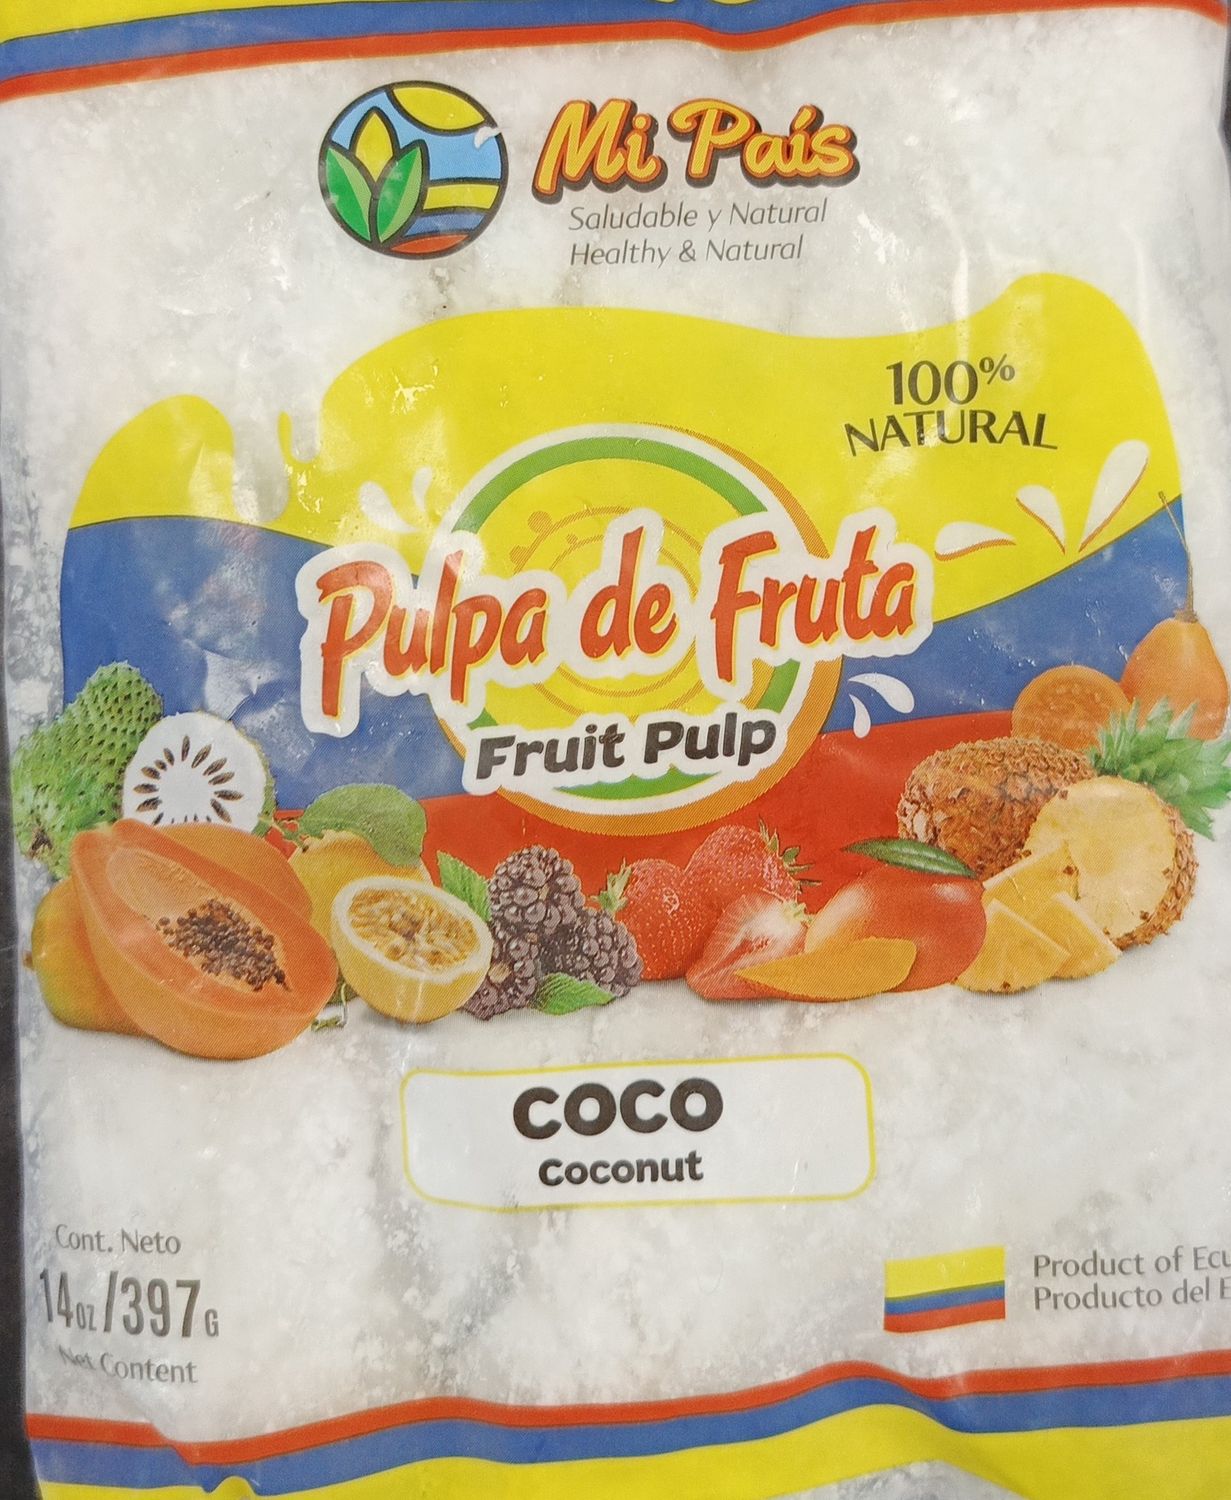 Mi País
Saludable y Natural
Healthy & Natural
100%
NATURAL
Pulpa de Fruta
Fruit Pulp
COCO
Coconut
Cont. Neto
14oz/397G
Net Content
Product of
Producto del